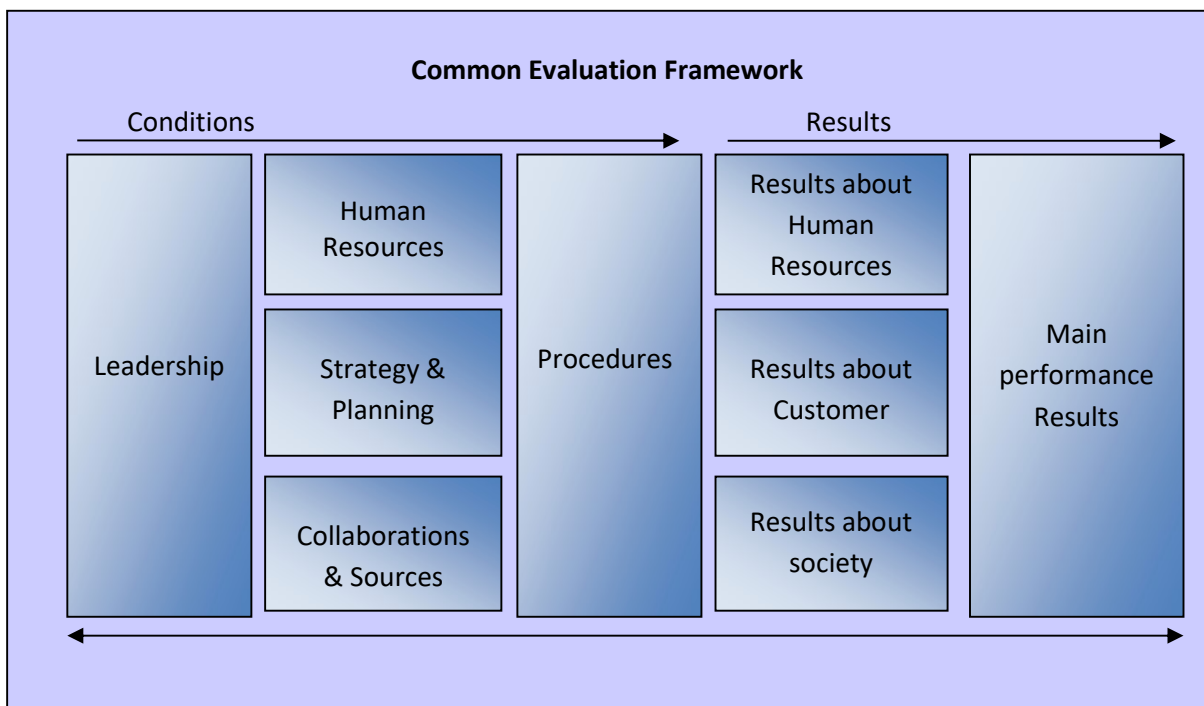 Common Evaluation Framework
Conditions
Results
Leadership
Human
Resources
Strategy &
Planning
Collaborations
& Sources
Procedures
Results about
Human
Resources
Results about
Customer
Results about
society
Main
performance
Results